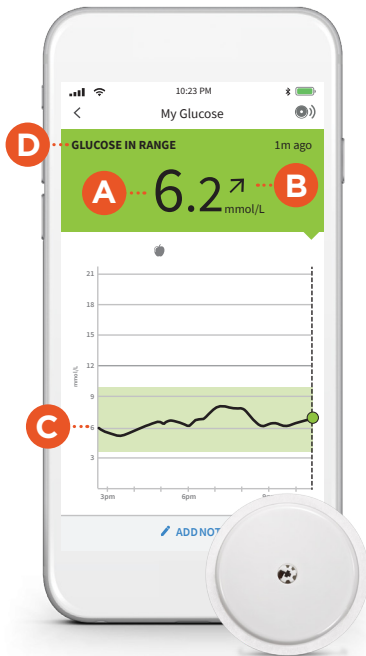 10:23 PM
My Glucose
D
GLUCOSE IN RANGE
1m ago
A
6.2
mmol/L
B
21
18
15
12
mmol/L
9
C
6
3
3pm
6pm
ADD NOT